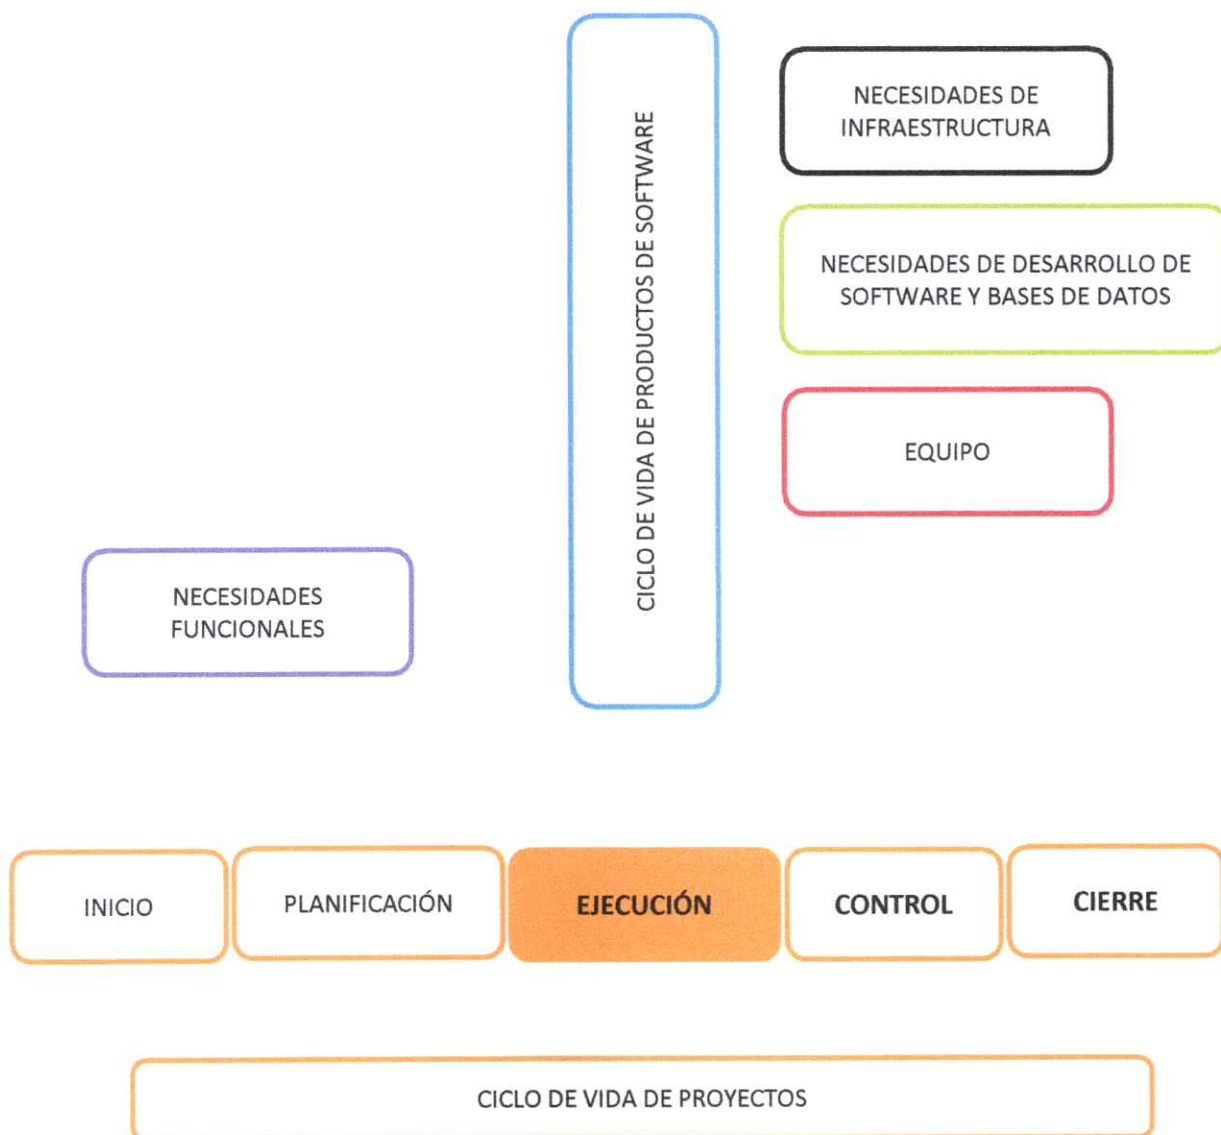 NECESIDADES DE
INFRAESTRUCTURA
NECESIDADES DE DESARROLLO DE
SOFTWARE Y BASES DE DATOS
EQUIPO
CICLO DE VIDA DE PRODUCTOS DE SOFTWARE
NECESIDADES
FUNCIONALES
INICIO
PLANIFICACIÓN
EJECUCIÓN
CONTROL
CIERRE
CICLO DE VIDA DE PROYECTOS